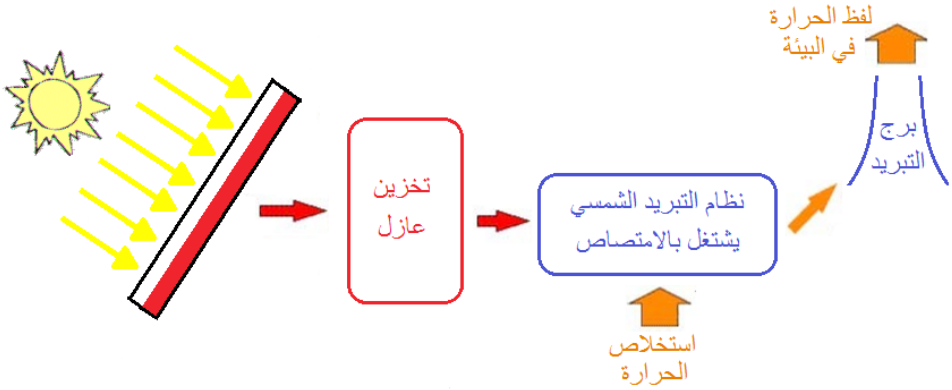 لفظ الحرارة
في البيئة
برج
التبريد
تخزين
عازل
نظام التبريد الشمسي
يشتغل بالامتصاص
استخلاص
الحرارة